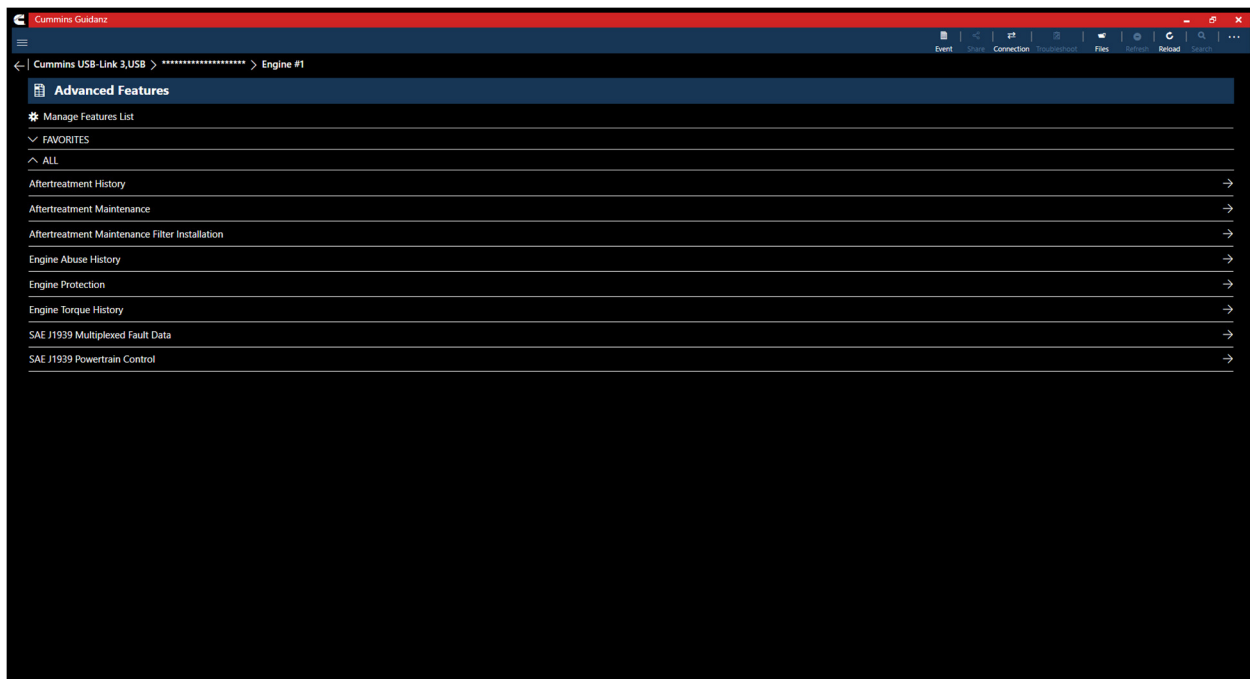 Cummins Guidanz
Event Share Connection Troubleshoot Files Refresh Reload Search
Cummins USB-Link 3,USB > ******************** > Engine #1
Advanced Features
Manage Features List
FAVORITES
ALL
Aftertreatment History
Aftertreatment Maintenance
Aftertreatment Maintenance Filter Installation
Engine Abuse History
Engine Protection
Engine Torque History
SAE J1939 Multiplexed Fault Data
SAE J1939 Powertrain Control